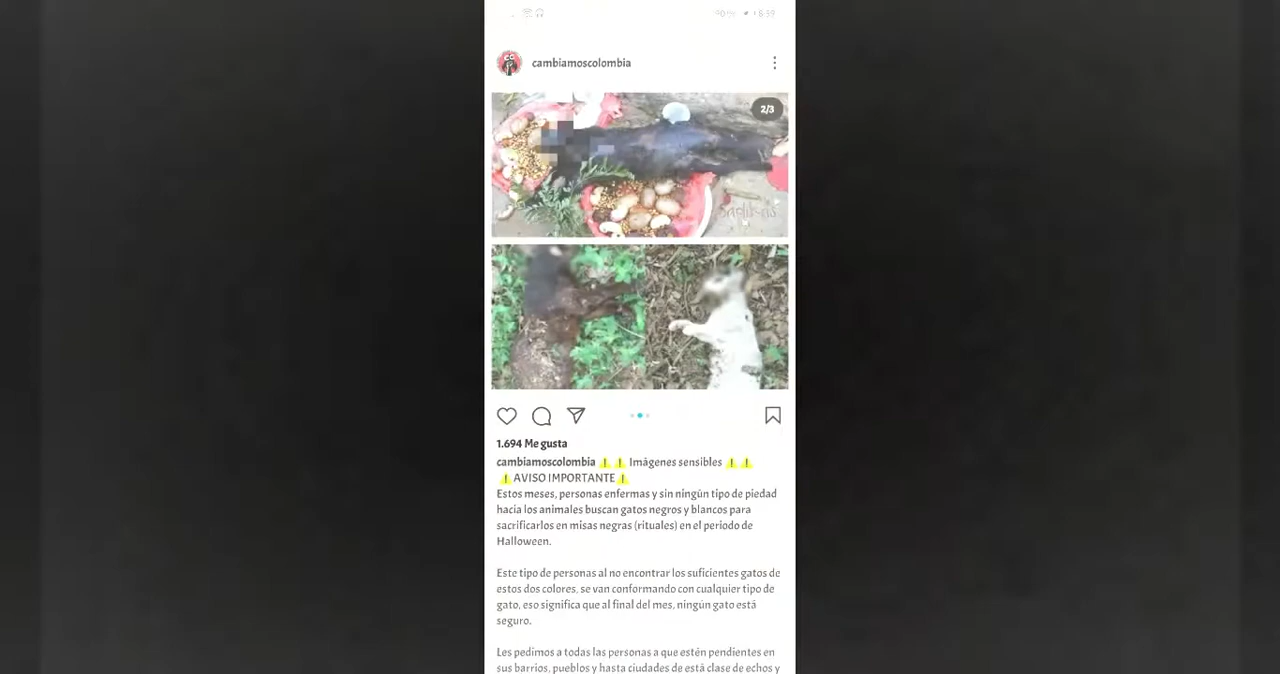 cambiamoscolombia
2/3
1.694 Me gusta
cambiamoscolombia Imágenes sensibles
AVISO IMPORTANTE
Estos meses, personas enfermas y sin ningún tipo de piedad
hacia los animales buscan gatos negros y blancos para
sacrificarlos en misas negras (rituales) en el periodo de
Halloween.
Este tipo de personas al no encontrar los suficientes gatos de
estos dos colores, se van conformando con cualquier tipo de
gato, eso significa que al final del mes, ningún gato está
seguro.
Les pedimos a todas las personas a que estén pendientes en
sus barrios, pueblos y hasta ciudades de está clase de echos y